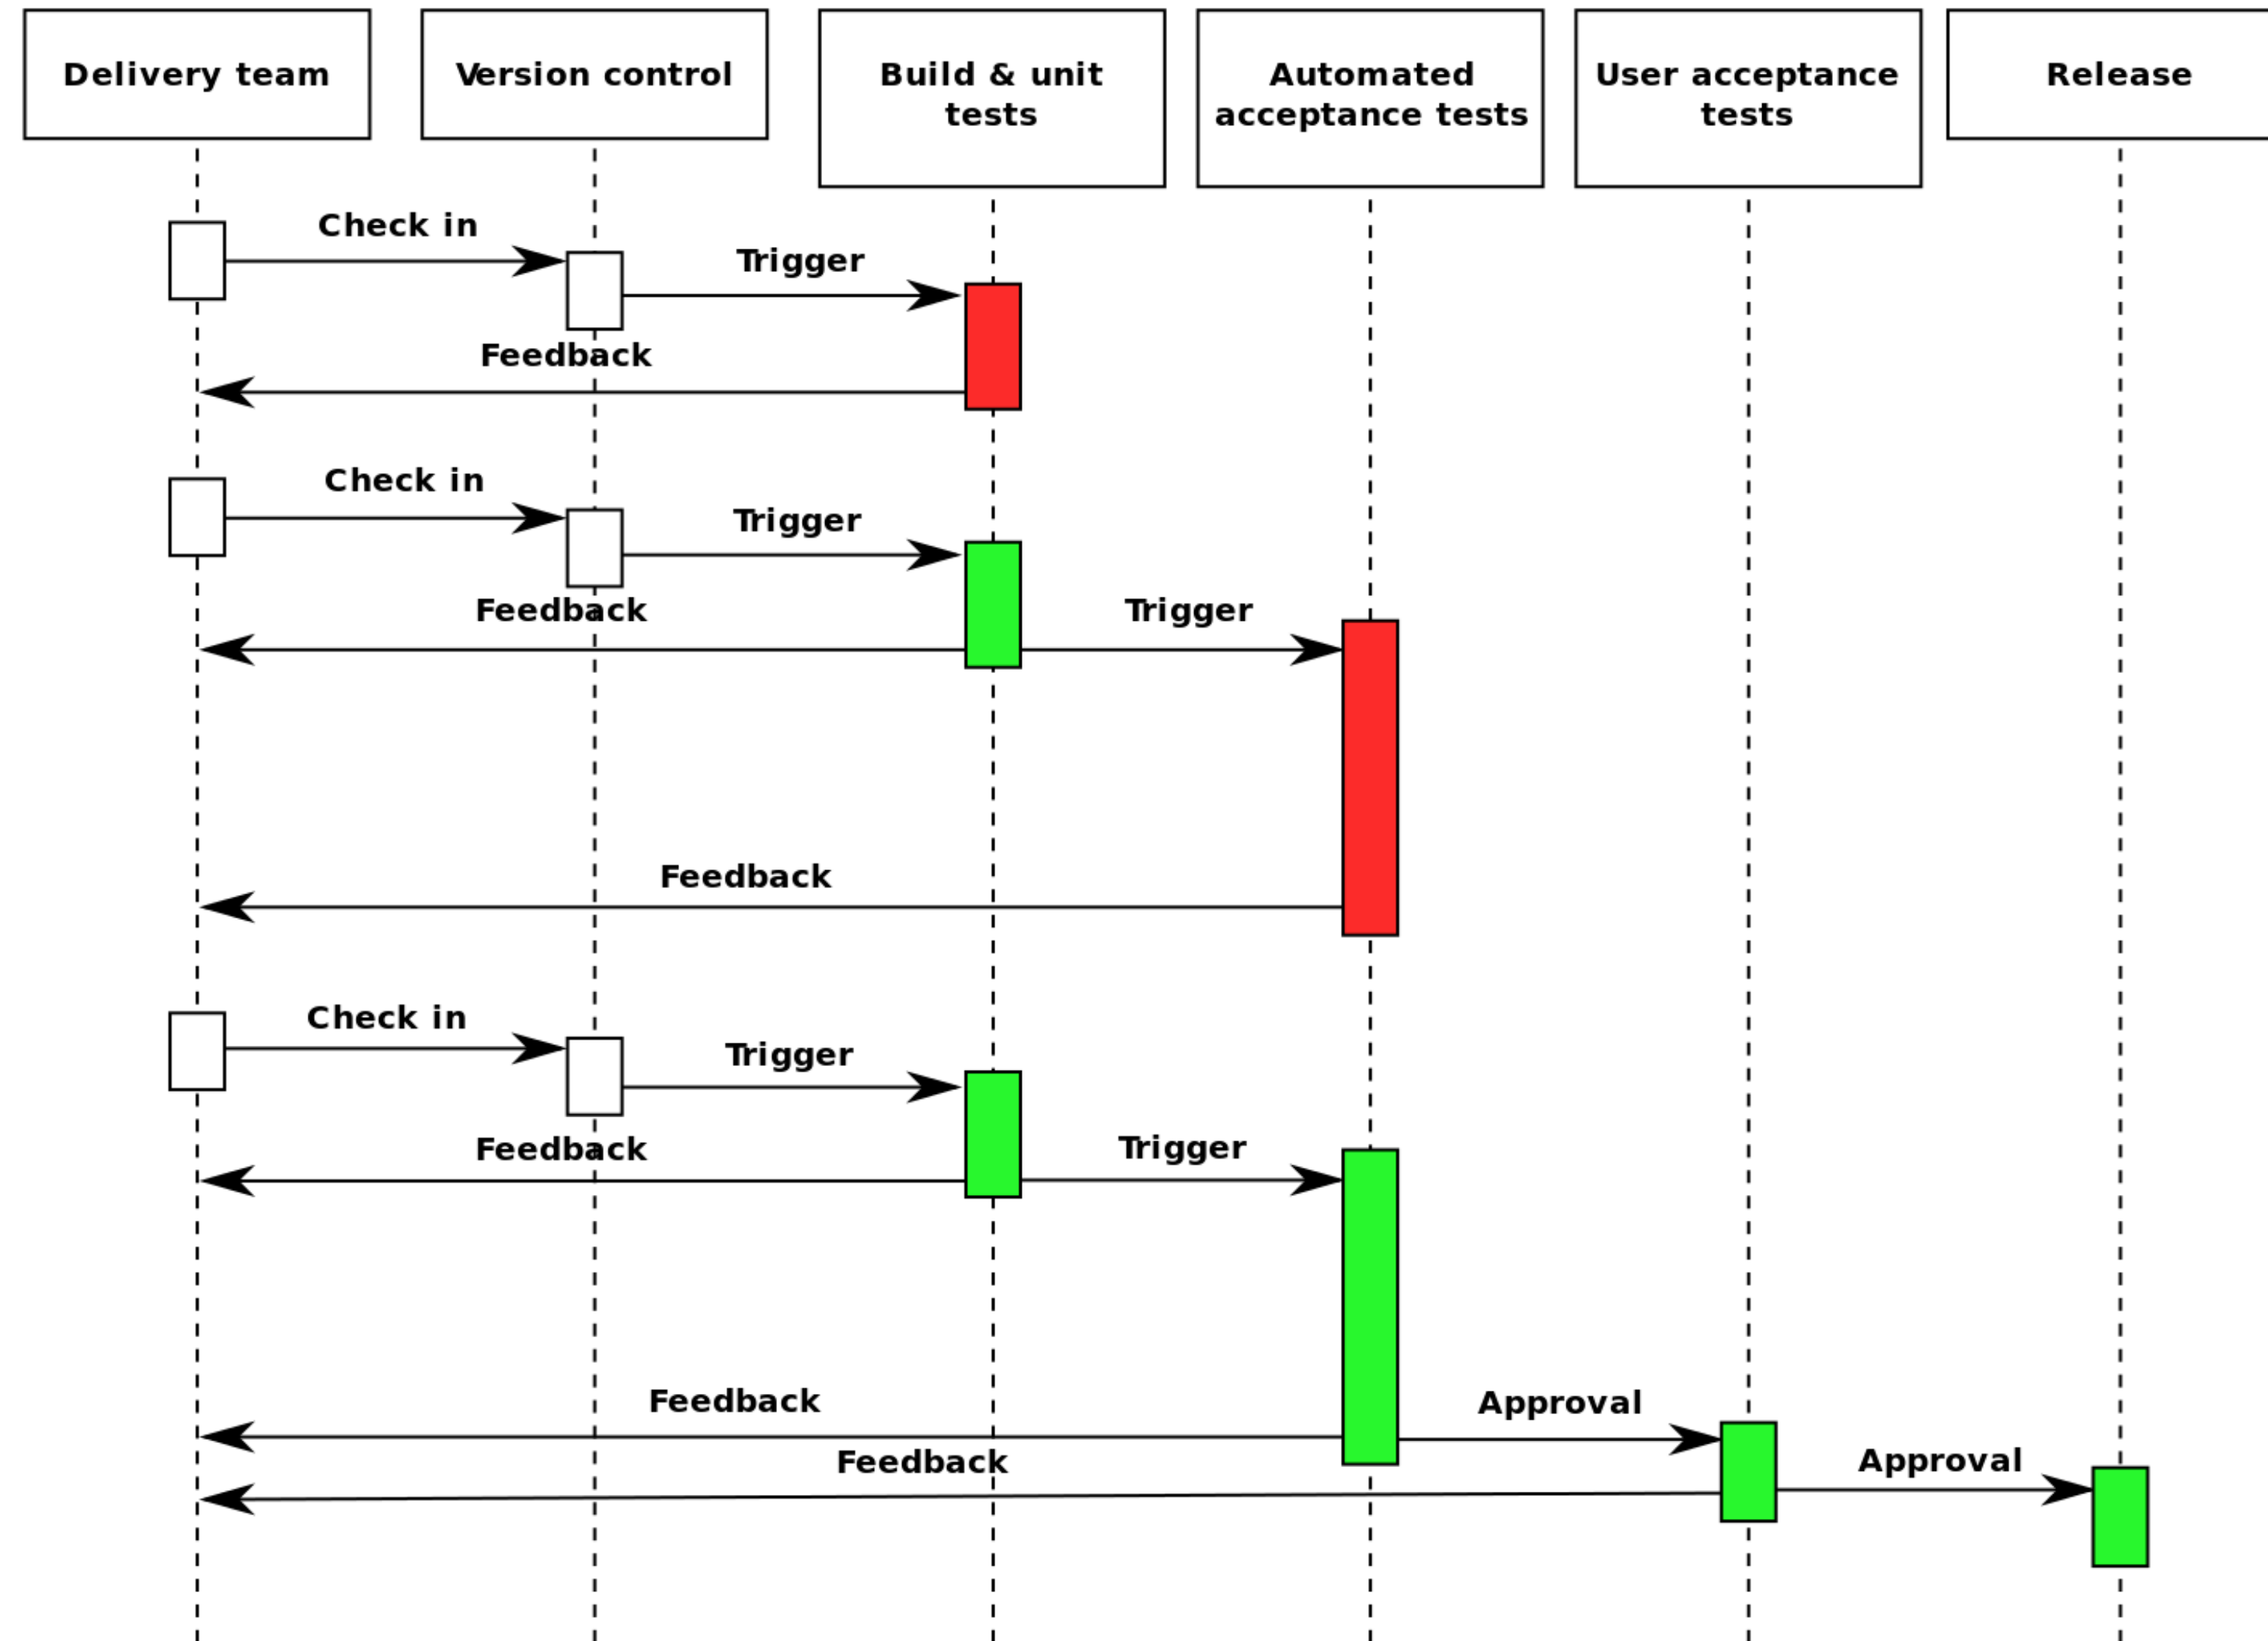 Delivery team
Version control
Build & unit
tests
Automated
acceptance tests
User acceptance
tests
Release
Check in
Trigger
Feedback
Check in
Trigger
Feedback
Trigger
Feedback
Check in
Trigger
Feedback
Trigger
Feedback
Approval
Feedback
Approval